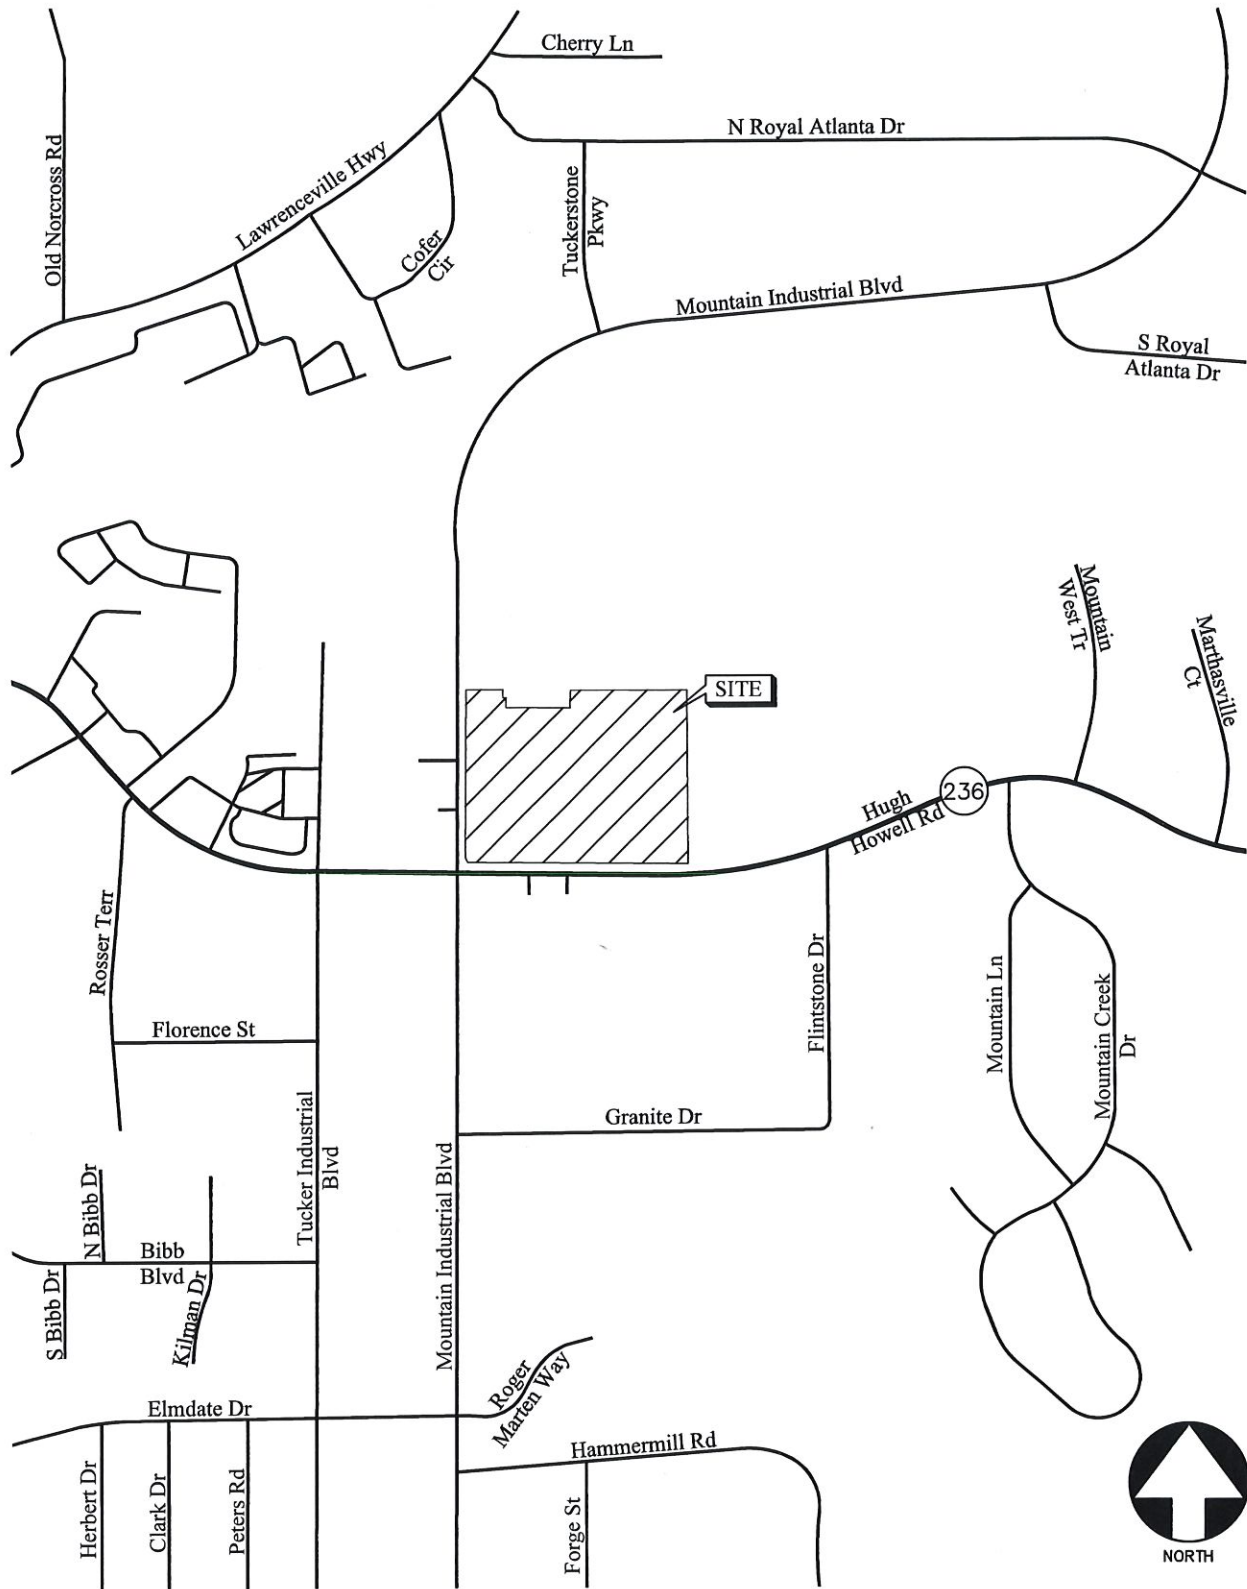 Cherry Ln
N Royal Atlanta Dr
Old Norcross Rd
Lawrenceville Hwy
Cofer
Cir
Tuckerstone
Pkwy
Mountain Industrial Blvd
S Royal
Atlanta Dr
Mountain
West Tr
Marthasville
Ct
SITE
236
Hugh
Howell Rd
Rosser Terr
Florence St
Flintstone Dr
Mountain Ln
Mountain Creek
Dr
Granite Dr
Tucker Industrial
Blvd
Mountain Industrial Blvd
N Bibb Dr
Bibb
Blvd
S Bibb Dr
Kilman Dr
Roger
Marten Way
Elmdate Dr
Hammermill Rd
Herbert Dr
Clark Dr
Peters Rd
Forge St
NORTH